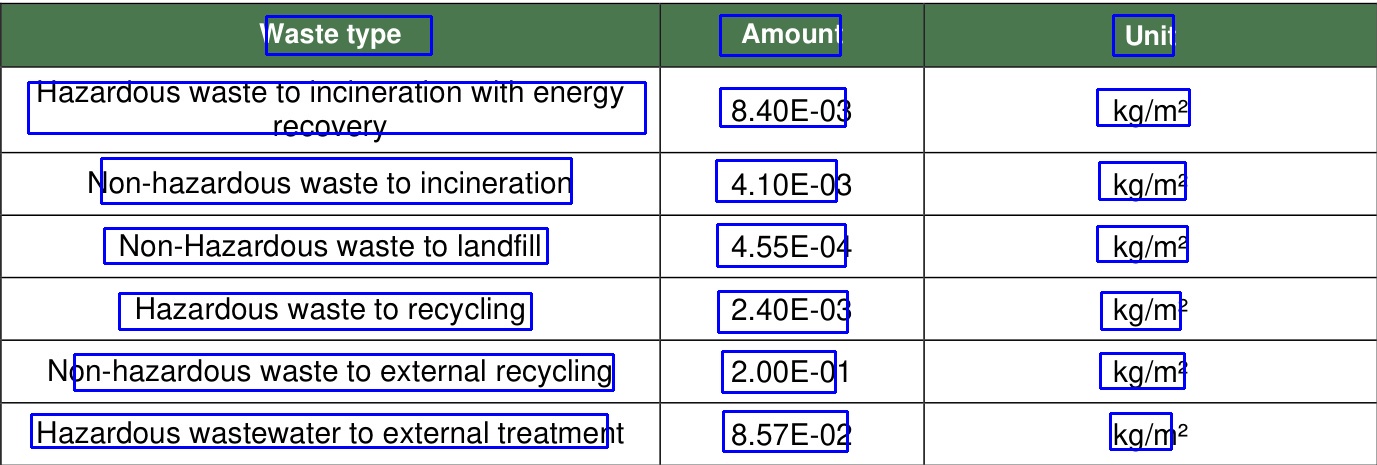 Waste type Amount Unit
Hazardous waste to incineration with energy
recovery 8.40E-03 kg/m²
Non-hazardous waste to incineration 4.10E-03 kg/m²
Non-Hazardous waste to landfill 4.55E-04 kg/m²
Hazardous waste to recycling 2.40E-03 kg/m²
Non-hazardous waste to external recycling 2.00E-01 kg/m²
Hazardous wastewater to external treatment 8.57E-02 kg/m²